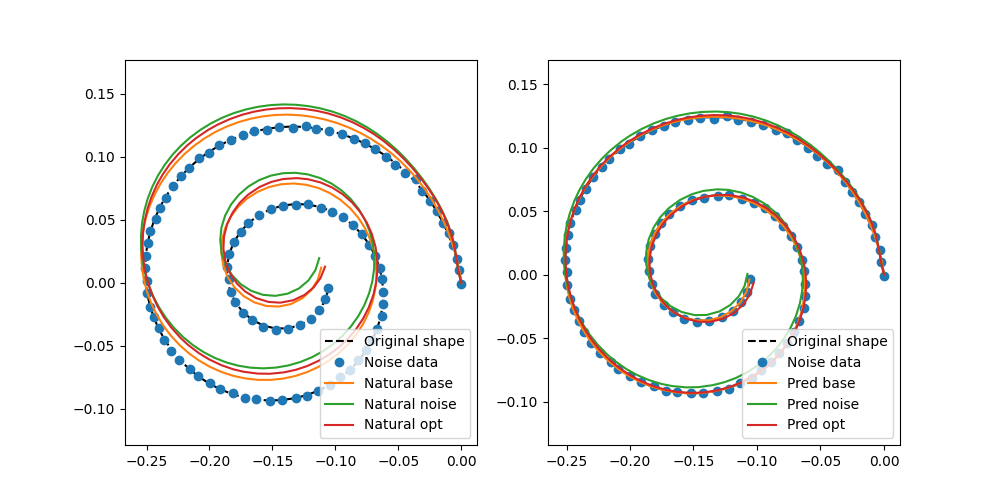 0.15
0.10
0.05
0.00
−0.05
−0.10
−0.25 −0.20 −0.15 −0.10 −0.05 0.00
Original shape
Noise data
Natural base
Natural noise
Natural opt
0.15
0.10
0.05
0.00
−0.05
−0.10
−0.25 −0.20 −0.15 −0.10 −0.05 0.00
Original shape
Noise data
Pred base
Pred noise
Pred opt